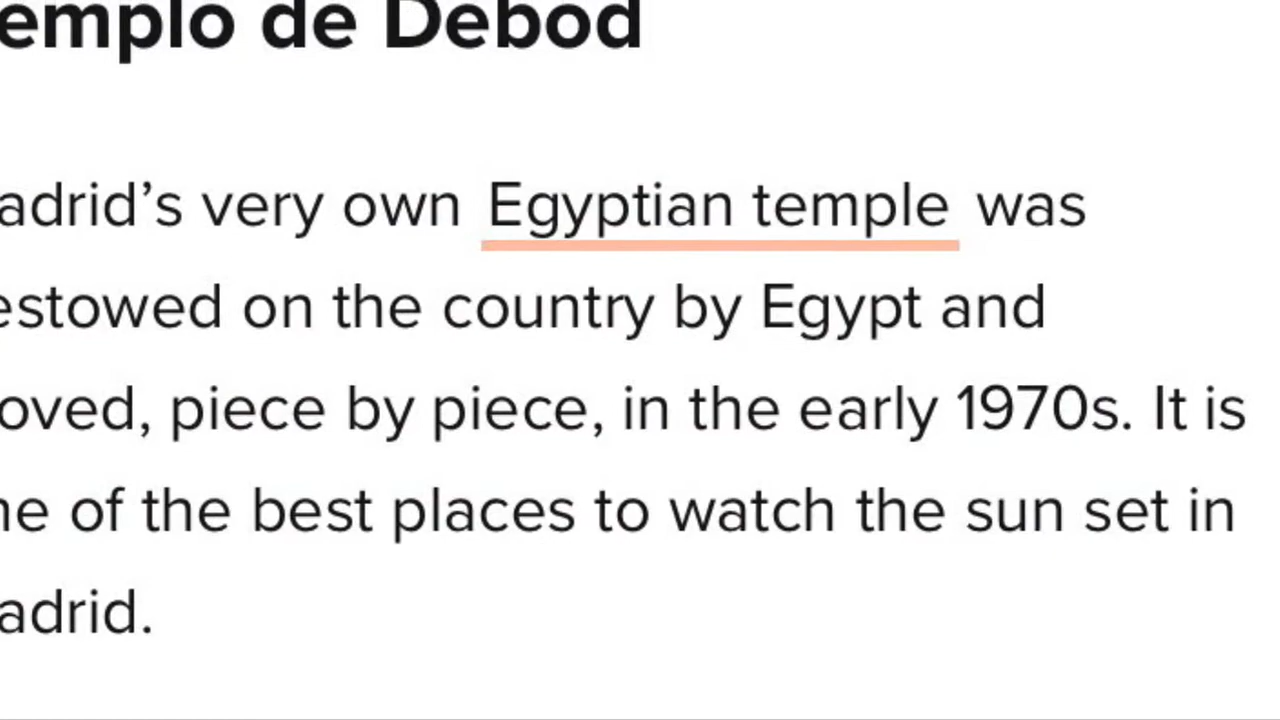 emplo de Debod
adrid’s very own Egyptian temple was
estowed on the country by Egypt and
oved, piece by piece, in the early 1970s. It is
ne of the best places to watch the sun set in
adrid.